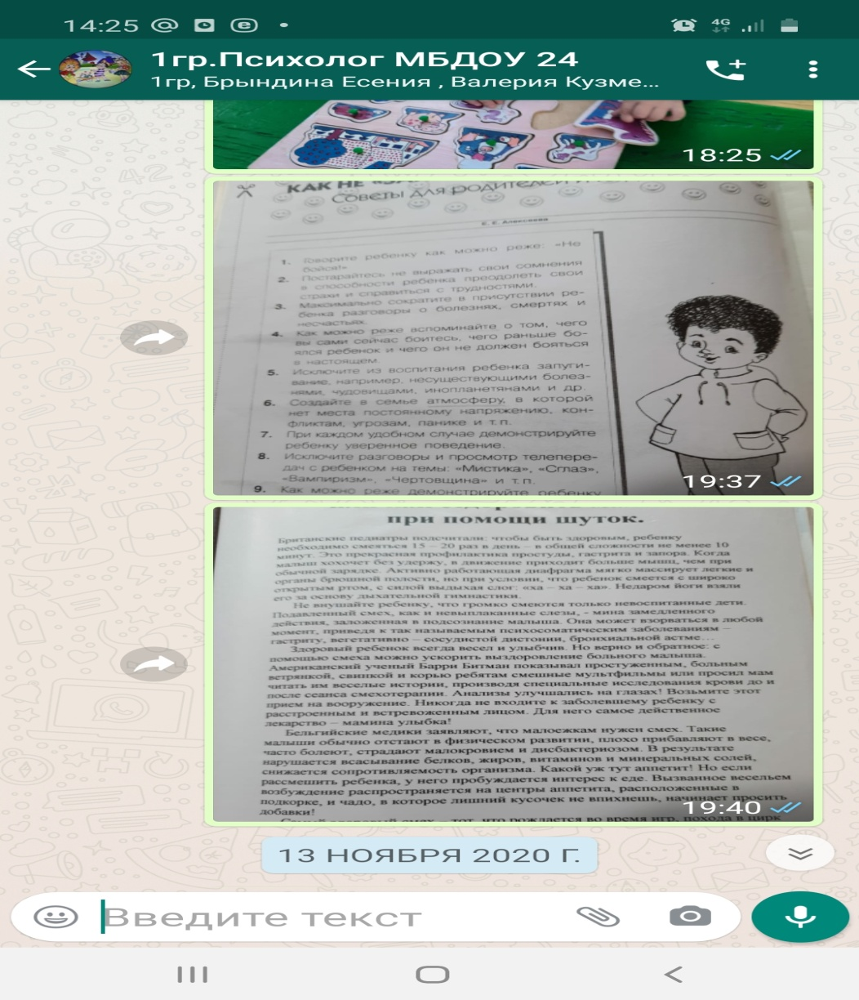 14:25
4G
1гр.Психолог МБДОУ 24
1гр, Брындина Есения , Валерия Кузме...
18:25
КАК НЕ
Советы для родителей
Е. Е. Алексеева
1. Говорите ребенку как можно реже: «Не
бойся!»
2. Постарайтесь не выражать свои сомнения
в способности ребенка преодолеть свои
страхи и справиться с трудностями.
3. Максимально сократите в присутствии ре-
бенка разговоры о болезнях, смертях и
несчастьях.
4. Как можно реже вспоминайте о том, чего
вы сами сейчас боитесь, чего раньше бо-
ялся ребенок и чего он не должен бояться
в настоящем.
5. Исключите из воспитания ребенка запуги-
вание, например, несуществующими болез-
нями, чудовищами, инопланетянами и др.
6. Создайте в семье атмосферу, в которой
нет места постоянному напряжению, кон-
фликтам, угрозам, панике и т.п.
7. При каждом удобном случае демонстрируйте
ребенку уверенное поведение.
8. Исключите разговоры и просмотр телепере-
дач с ребенком на темы: «Мистика», «Сглаз»,
«Вампиризм», «Чертовщина» и т.п.
9. Как можно реже демонстрируйте ребенку
19:37
при помощи шуток.
Британские педиатры подсчитали: чтобы быть здоровым, ребенку
необходимо смеяться 15 – 20 раз в день – в общей сложности не менее 10
минут. Это прекрасная профилактика простуды, гастрита и запора. Когда
малыш хохочет без удержу, в движение приходит больше мышц, чем при
обычной зарядке. Активно работающая диафрагма мягко массирует легкие и
органы брюшной полости, но при условии, что ребенок смеется с широко
открытым ртом, с силой выдыхая слог: «ха – ха – ха». Недаром йоги взяли
его за основу дыхательной гимнастики.
Не внушайте ребенку, что громко смеются только невоспитанные дети.
Подавленный смех, как и невыплаканные слезы, - мина замедленного
действия, заложенная в подсознание малыша. Она может взорваться в любой
момент, приведя к так называемым психосоматическим заболеваниям –
гастриту, вегетативно – сосудистой дистонии, бронхиальной астме...
Здоровый ребенок всегда весел и улыбчив. Но верно и обратное: с
помощью смеха можно ускорить выздоровление больного малыша.
Американский ученый Барри Битман показывал простуженным, больным
ветрянкой, свинкой и корью ребятам смешные мультфильмы или просил мам
читать им веселые истории, производя специальные исследования крови до и
после сеанса смехотерапии. Анализы улучшались на глазах! Возьмите этот
прием на вооружение. Никогда не входите к заболевшему ребенку с
расстроенным и встревоженным лицом. Для него самое действенное
лекарство – мамина улыбка!
Бельгийские медики заявляют, что малоежкам нужен смех. Такие
малыши обычно отстают в физическом развитии, плохо прибавляют в весе,
часто болеют, страдают малокровием и дисбактериозом. В результате
нарушается всасывание белков, жиров, витаминов и минеральных солей,
снижается сопротивляемость организма. Какой уж тут аппетит! Но если
рассмешить ребенка, у него пробуждается интерес к еде. Вызванное весельем
возбуждение распространяется на центры аппетита, расположенные в
подкорке, и чадо, в которое лишний кусочек не впихнешь, начинает просить
добавки!
19:40
13 НОЯБРЯ 2020 Г.
Введите текст